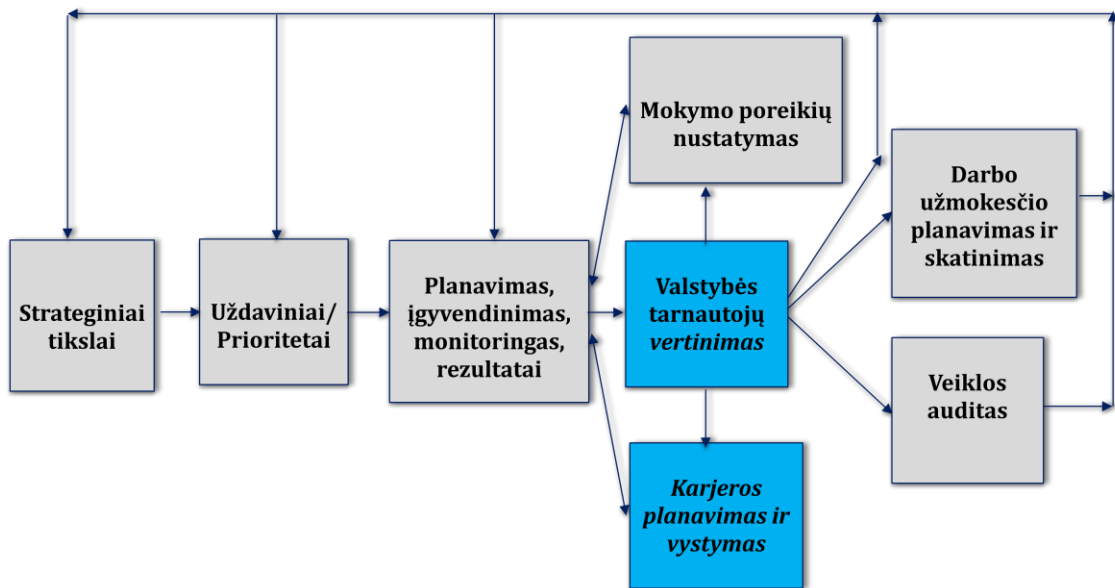 Mokymo poreikių
nustatymas
Darbo
užmokesčio
planavimas ir
skatinimas
Strateginiai
tikslai
Uždaviniai/
Prioritetai
Planavimas,
įgyvendinimas,
monitoringas,
rezultatai
Valstybės
tarnautojų
vertinimas
Veiklos
auditas
Karjeros
planavimas ir
vystymas